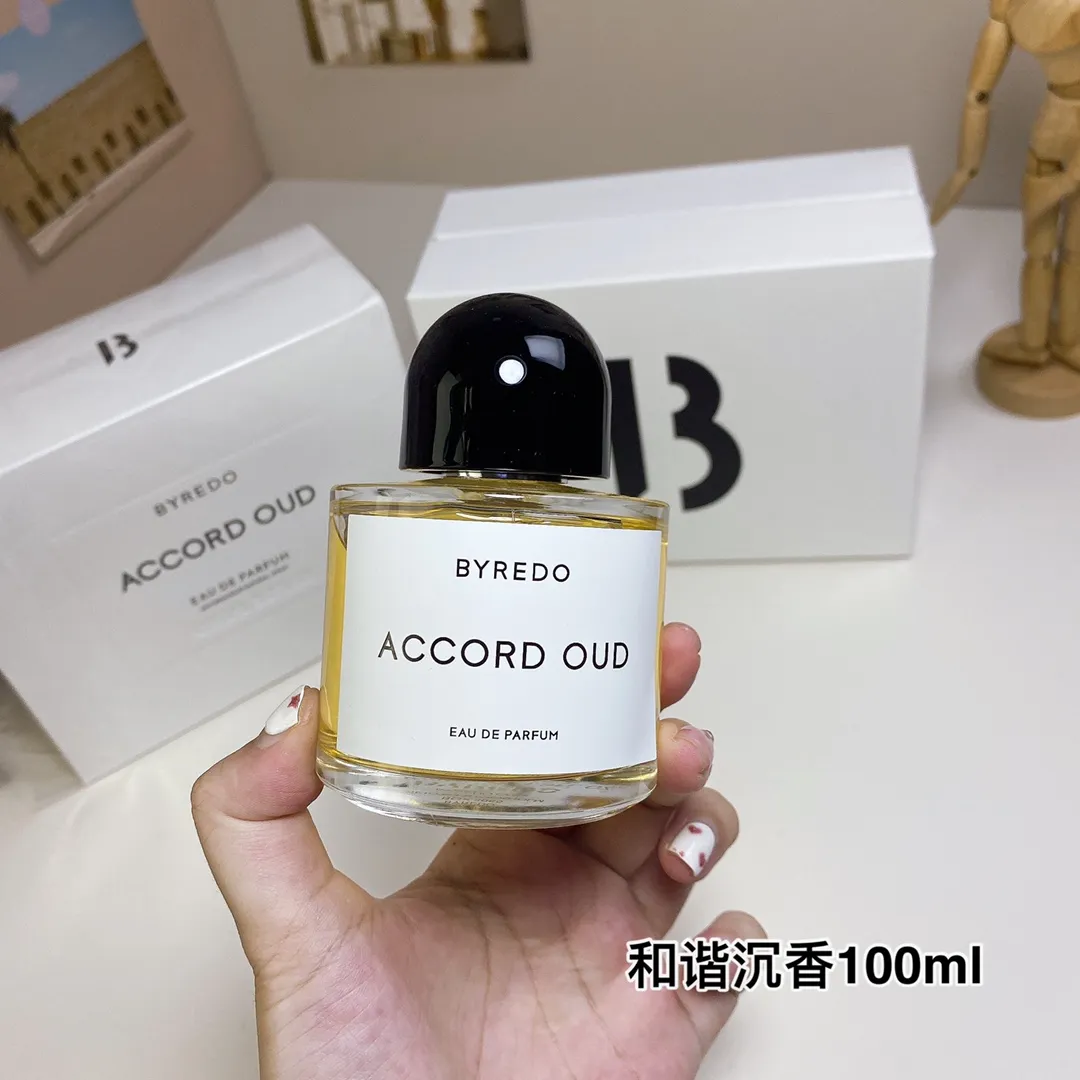 B
BYREDO
ACCORD OUD
EAU DE PARFUM
B
BYREDO
ACCORD OUD
EAU DE PARFUM
和谐沉香100ml